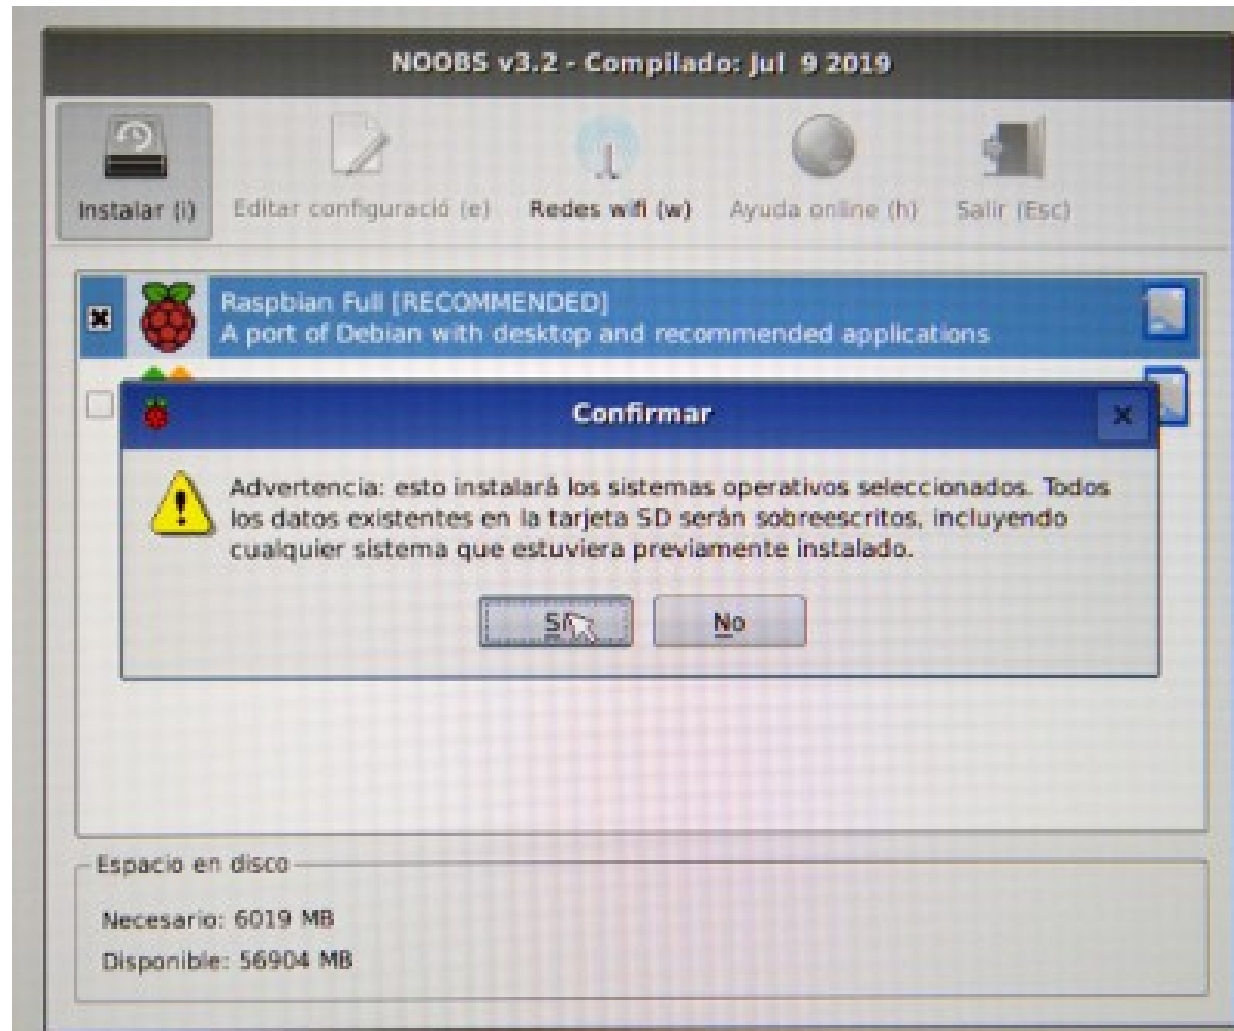 NOOBS v3.2 - Compilado: Jul 9 2019
Instalar (i)
Editar configuració (e)
Redes wifi (w)
Ayuda online (h)
Salir (Esc)
Raspbian Full [RECOMMENDED]
A port of Debian with desktop and recommended applications
Confirmar
Advertencia: esto instalará los sistemas operativos seleccionados. Todos
los datos existentes en la tarjeta SD serán sobreescritos, incluyendo
cualquier sistema que estuviera previamente instalado.
No
Espacio en disco
Necesario: 6019 MB
Disponible: 56904 MB